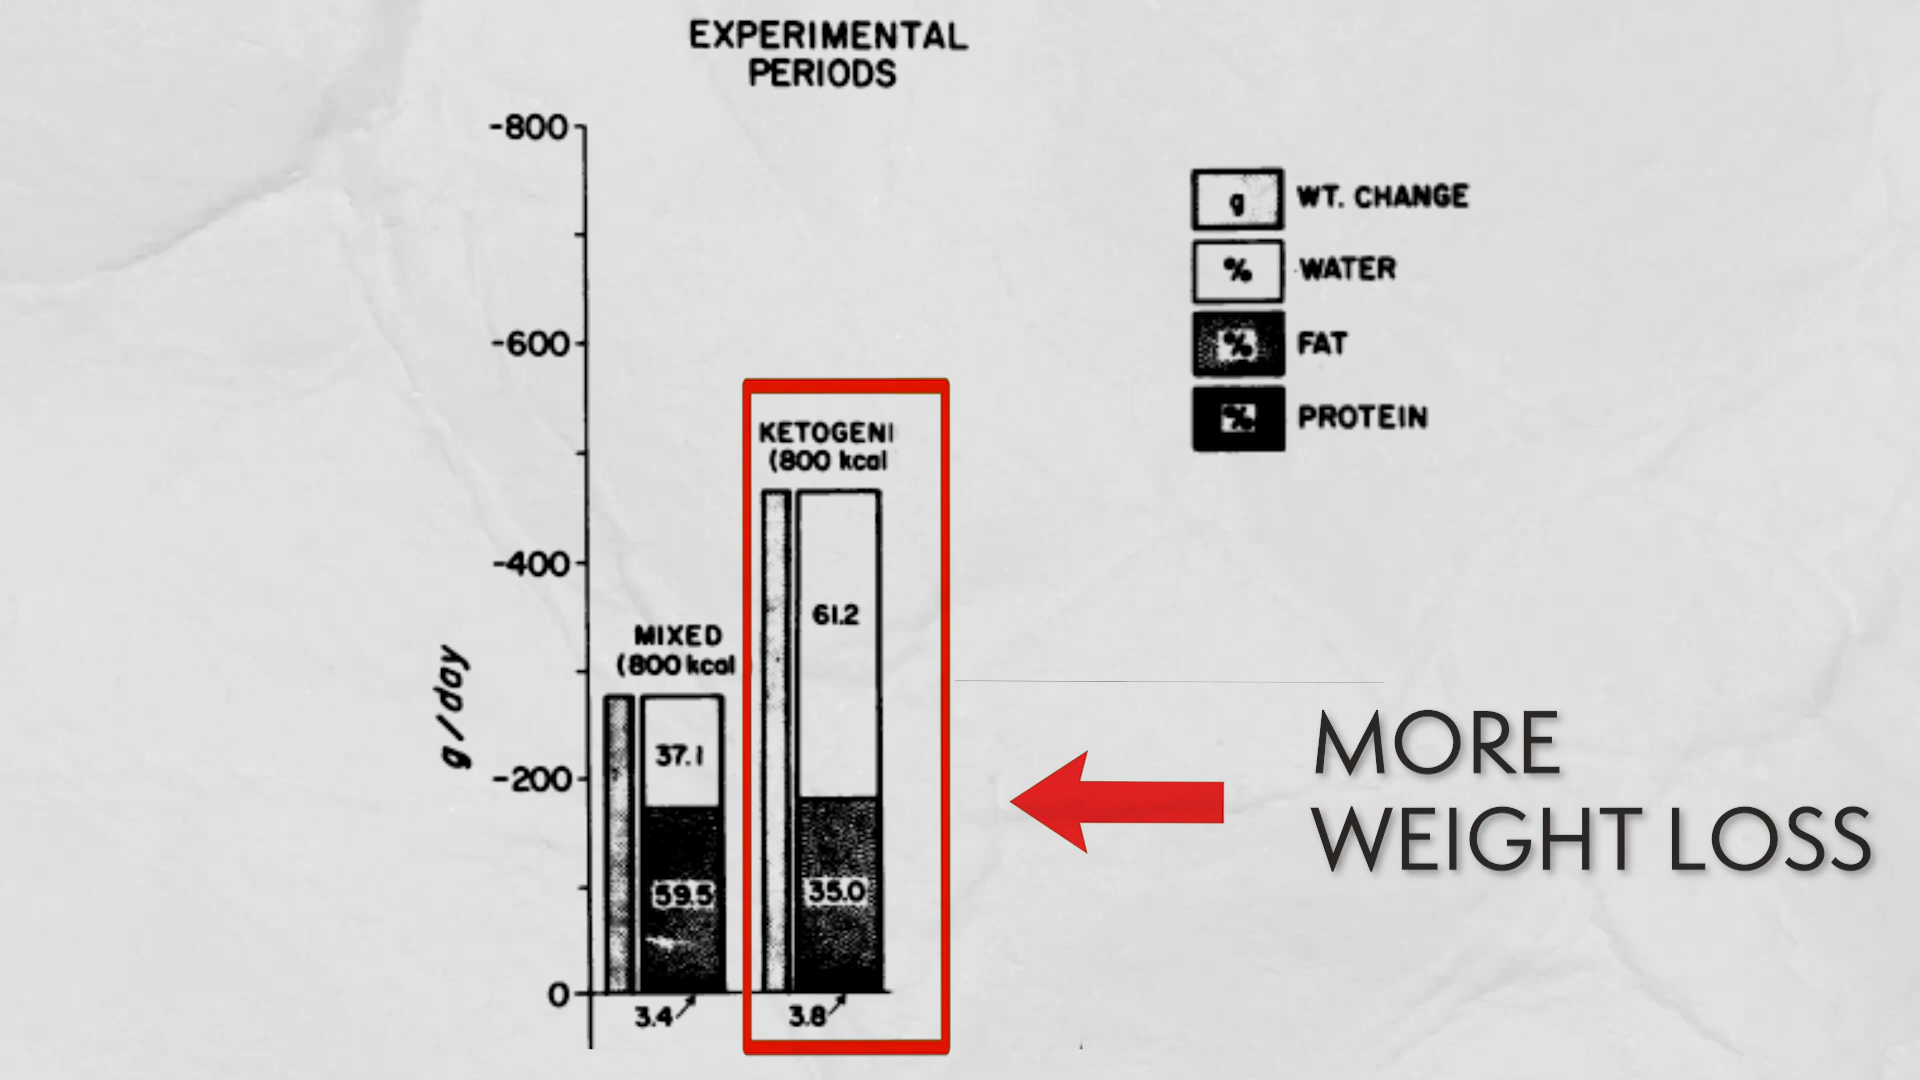 EXPERIMENTAL
PERIODS
-800
-600
-400
-200
0
g/day
MIXED
(800 kcal
37.1
59.5
3.4
KETOGENI
(800 kcal
61.2
35.0
3.8
g WT. CHANGE
% WATER
% FAT
% PROTEIN
MORE
WEIGHT LOSS